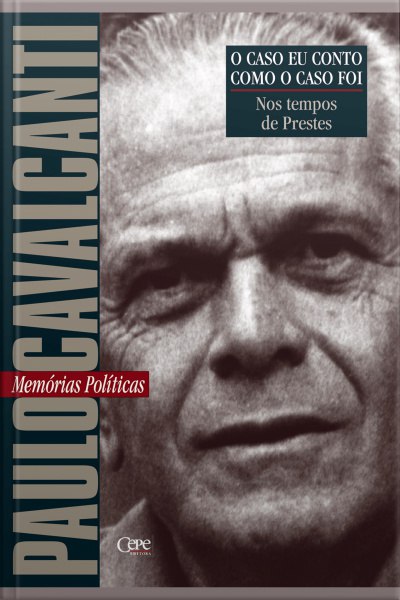 PAULO CAVALCANTI
O CASO EU CONTO
COMO O CASO FOI
Nos tempos
de Prestes
Memórias Políticas
Cepe
EDITORA